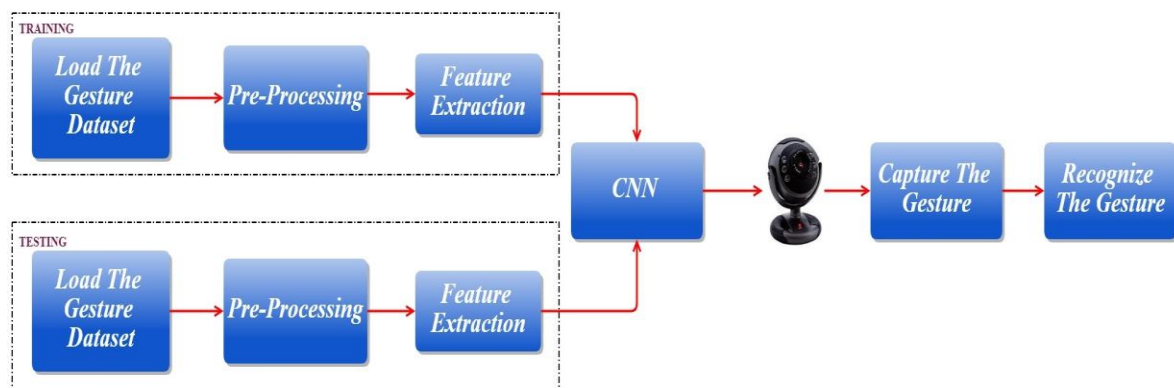 TRAINING
Load The
Gesture
Dataset
Pre-Processing
Feature
Extraction
CNN
Capture The
Gesture
Recognize
The Gesture
TESTING
Load The
Gesture
Dataset
Pre-Processing
Feature
Extraction